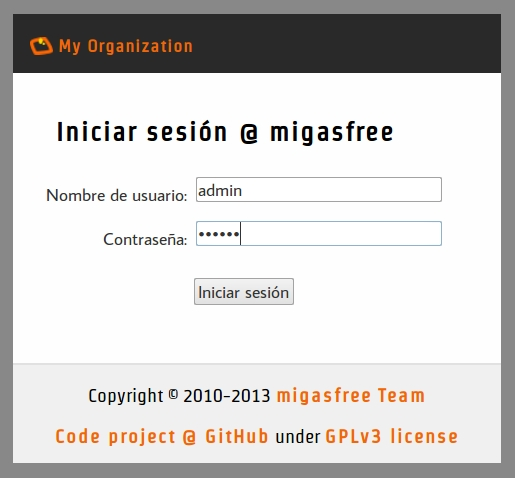 My Organization
Iniciar sesión @ migasfree
Nombre de usuario: admin
Contraseña: ••••••
Iniciar sesión
Copyright © 2010-2013 migasfree Team
Code project @ GitHub under GPLv3 license